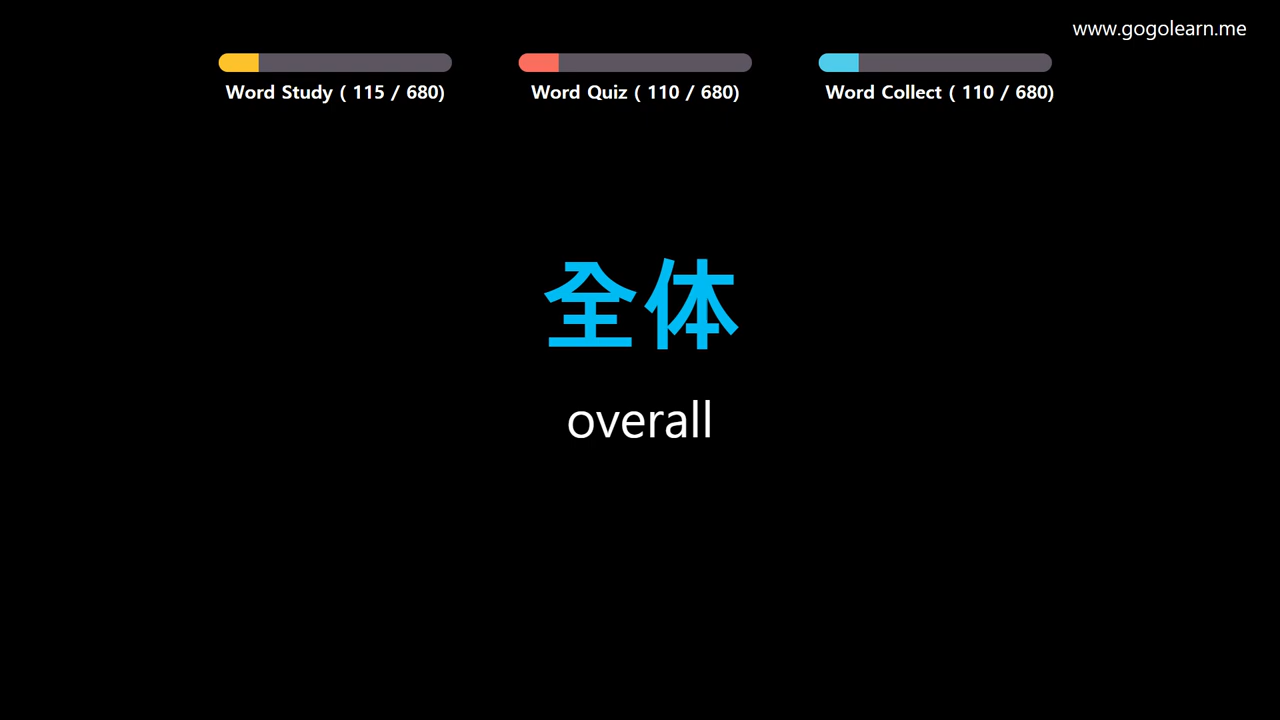 www.gogolearn.me
Word Study ( 115 / 680)
Word Quiz ( 110 / 680)
Word Collect ( 110 / 680)
全体
overall